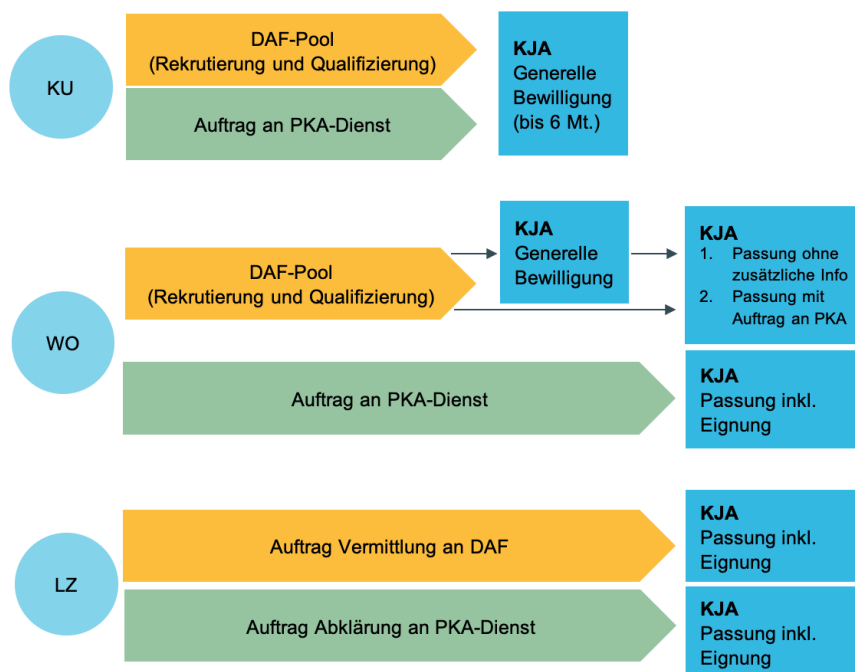 KU
DAF-Pool
(Rekrutierung und Qualifizierung)
Auftrag an PKA-Dienst
KJA
Generelle
Bewilligung
(bis 6 Mt.)
WO
DAF-Pool
(Rekrutierung und Qualifizierung)
KJA
Generelle
Bewilligung
KJA
1. Passung ohne
zusätzliche Info
2. Passung mit
Auftrag an PKA
Auftrag an PKA-Dienst
KJA
Passung inkl.
Eignung
LZ
Auftrag Vermittlung an DAF
KJA
Passung inkl.
Eignung
Auftrag Abklärung an PKA-Dienst
KJA
Passung inkl.
Eignung